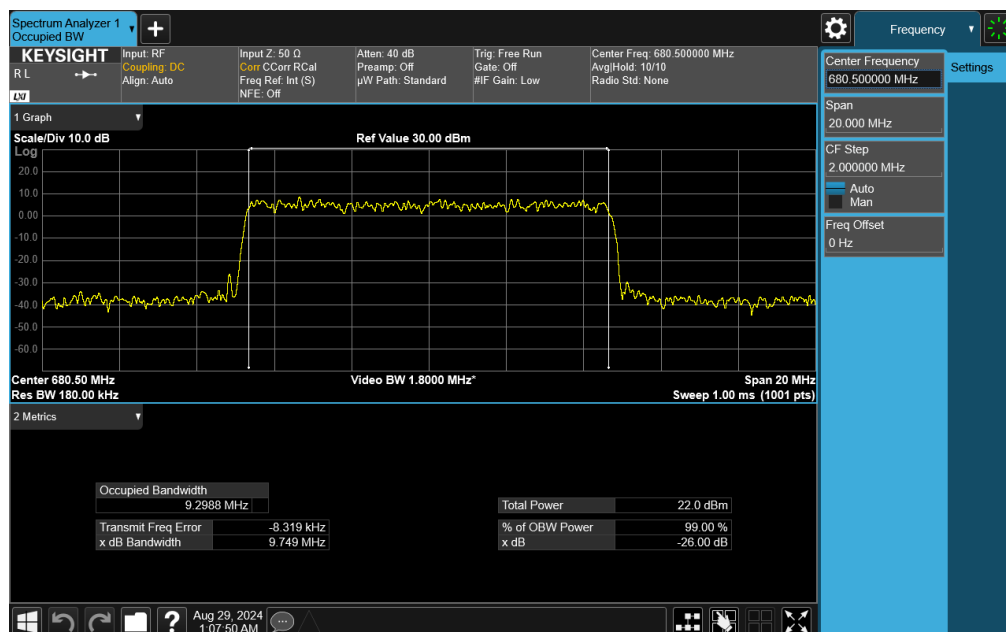 Spectrum Analyzer 1
Occupied BW
Frequency
KEYSIGHT
R L
LXI
Input: RF
Coupling: DC
Align: Auto
Input Z: 50 Ω
Corr CCorr RCal
Freq Ref: Int (S)
NFE: Off
Atten: 40 dB
Preamp: Off
µW Path: Standard
Trig: Free Run
Gate: Off
#IF Gain: Low
Center Freq: 680.500000 MHz
Avg|Hold: 10/10
Radio Std: None
Center Frequency
680.500000 MHz
Settings
Span
20.000 MHz
CF Step
2.000000 MHz
Auto
Man
Freq Offset
0 Hz
1 Graph
Scale/Div 10.0 dB
Ref Value 30.00 dBm
Log
20.0
10.0
0.00
-10.0
-20.0
-30.0
-40.0
-50.0
-60.0
Center 680.50 MHz
Video BW 1.8000 MHz*
Span 20 MHz
Res BW 180.00 kHz
Sweep 1.00 ms (1001 pts)
2 Metrics
Occupied Bandwidth
9.2988 MHz
Total Power 22.0 dBm
Transmit Freq Error -8.319 kHz
% of OBW Power 99.00 %
x dB Bandwidth 9.749 MHz
x dB -26.00 dB
?
Aug 29, 2024
1:07:50 AM